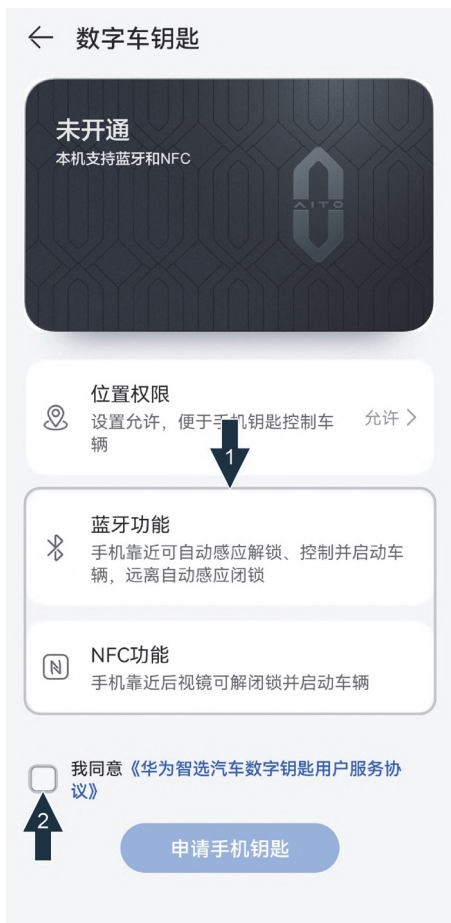 数字车钥匙
未开通
本机支持蓝牙和NFC
AITO
位置权限
设置允许，便于手机钥匙控制车
辆
允许
1
蓝牙功能
手机靠近可自动感应解锁、控制并启动车
辆，远离自动感应闭锁
NFC功能
手机靠近后视镜可解闭锁并启动车辆
我同意《华为智选汽车数字钥匙用户服务协
议》
2
申请手机钥匙